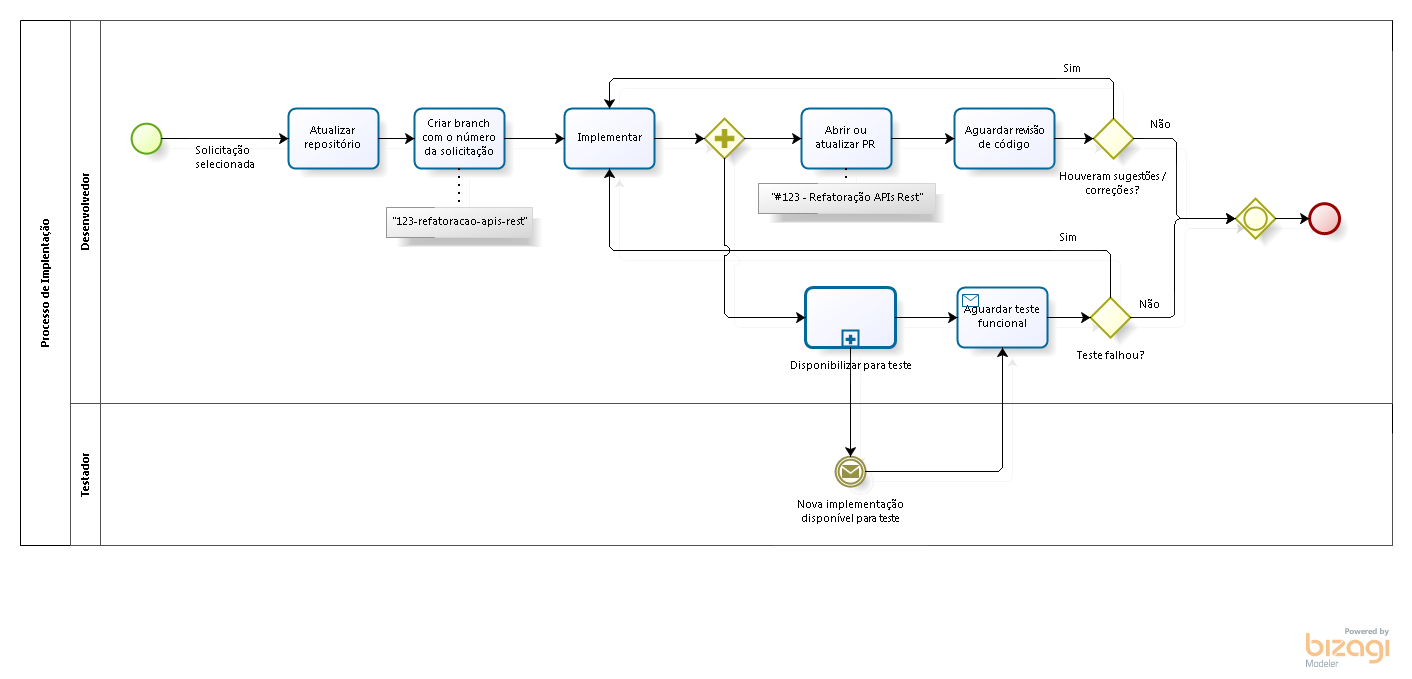 Processo de Implentação
Desenvolvedor
Testador
Solicitação
selecionada
Atualizar
repositório
Criar branch
com o número
da solicitação
"123-refatoracao-apis-rest"
Implementar
Abrir ou
atualizar PR
"#123 - Refatoração APIs Rest"
Aguardar revisão
de código
Sim
Não
Houveram sugestões /
correções?
Sim
Disponibilizar para teste
Aguardar teste
funcional
Não
Teste falhou?
Nova implementação
disponível para teste
Powered by
bizagi
Modeler